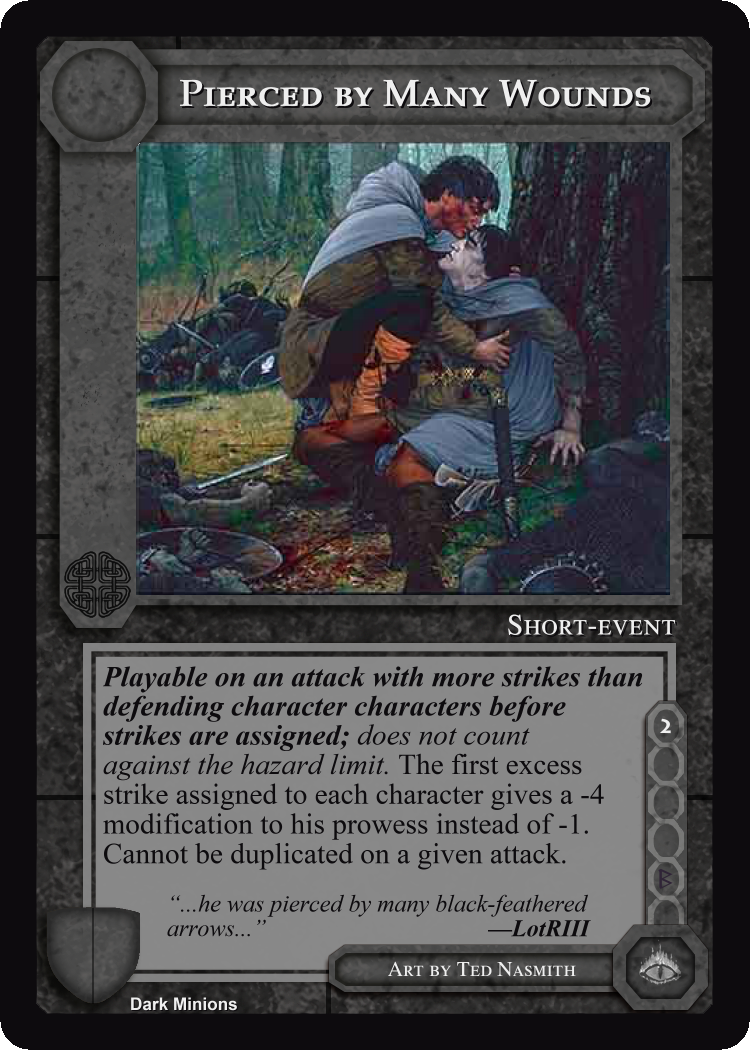 Pierced by Many Wounds
Short-event
Playable on an attack with more strikes than
defending character characters before
strikes are assigned; does not count
against the hazard limit. The first excess
strike assigned to each character gives a -4
modification to his prowess instead of -1.
Cannot be duplicated on a given attack.
2
“...he was pierced by many black-feathered
arrows...” —LotRIII
Art by Ted Nasmith
Dark Minions